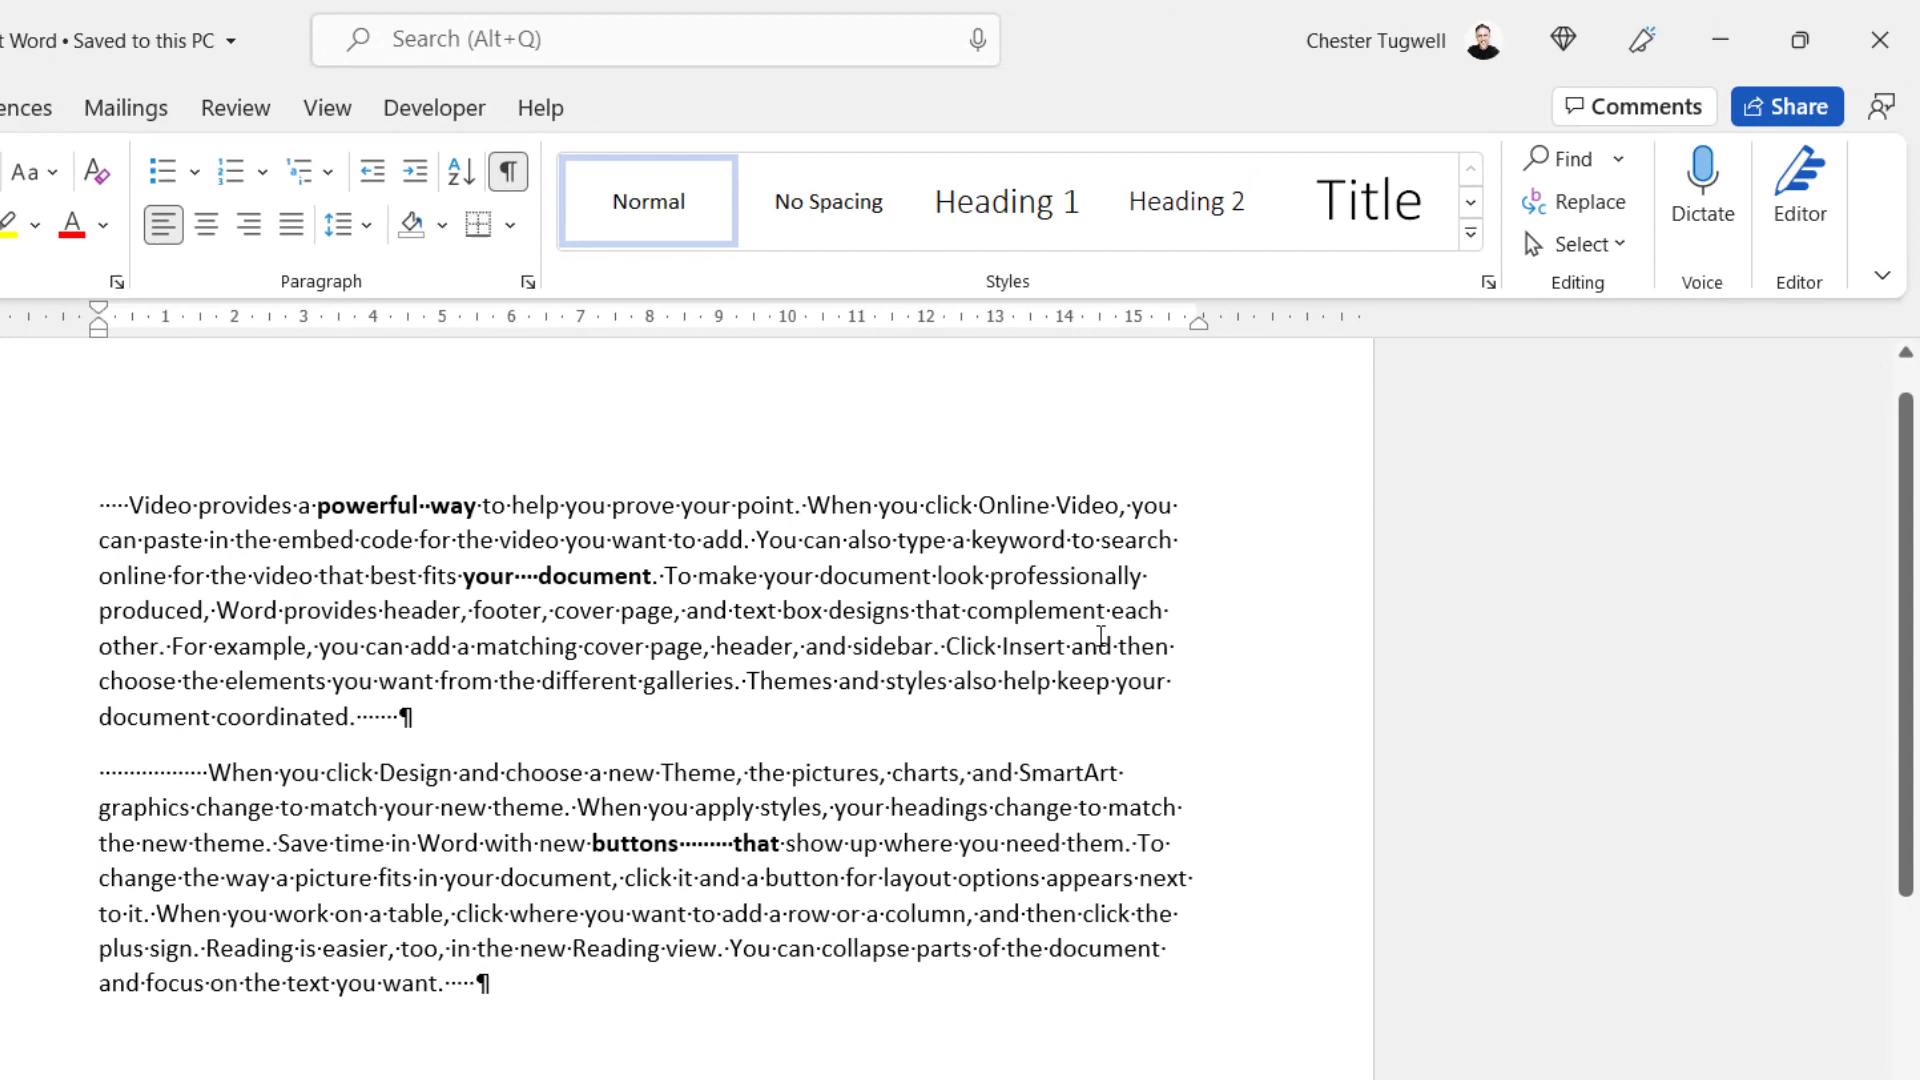 t Word • Saved to this PC
Search (Alt+Q)
Chester Tugwell
ences Mailings Review View Developer Help
Comments Share
Aa
A
Normal No Spacing Heading 1 Heading 2 Title
Find
Replace
Select
Dictate
Editor
Paragraph Styles Editing Voice Editor
1 2 3 4 5 6 7 8 9 10 11 12 13 14 15
·····Video·provides·a·powerful··way·to·help·you·prove·your·point.·When·you·click·Online·Video,·you·
can·paste·in·the·embed·code·for·the·video·you·want·to·add.·You·can·also·type·a·keyword·to·search·
online·for·the·video·that·best·fits·your····document.·To·make·your·document·look·professionally·
produced,·Word·provides·header,·footer,·cover·page,·and·text·box·designs·that·complement·each·
other.·For·example,·you·can·add·a·matching·cover·page,·header,·and·sidebar.·Click·Insert·and·then·
choose·the·elements·you·want·from·the·different·galleries.·Themes·and·styles·also·help·keep·your·
document·coordinated.·······¶
··················When·you·click·Design·and·choose·a·new·Theme,·the·pictures,·charts,·and·SmartArt·
graphics·change·to·match·your·new·theme.·When·you·apply·styles,·your·headings·change·to·match·
the·new·theme.·Save·time·in·Word·with·new·buttons·········that·show·up·where·you·need·them.·To·
change·the·way·a·picture·fits·in·your·document,·click·it·and·a·button·for·layout·options·appears·next·
to·it.·When·you·work·on·a·table,·click·where·you·want·to·add·a·row·or·a·column,·and·then·click·the·
plus·sign.·Reading·is·easier,·too,·in·the·new·Reading·view.·You·can·collapse·parts·of·the·document·
and·focus·on·the·text·you·want.·····¶